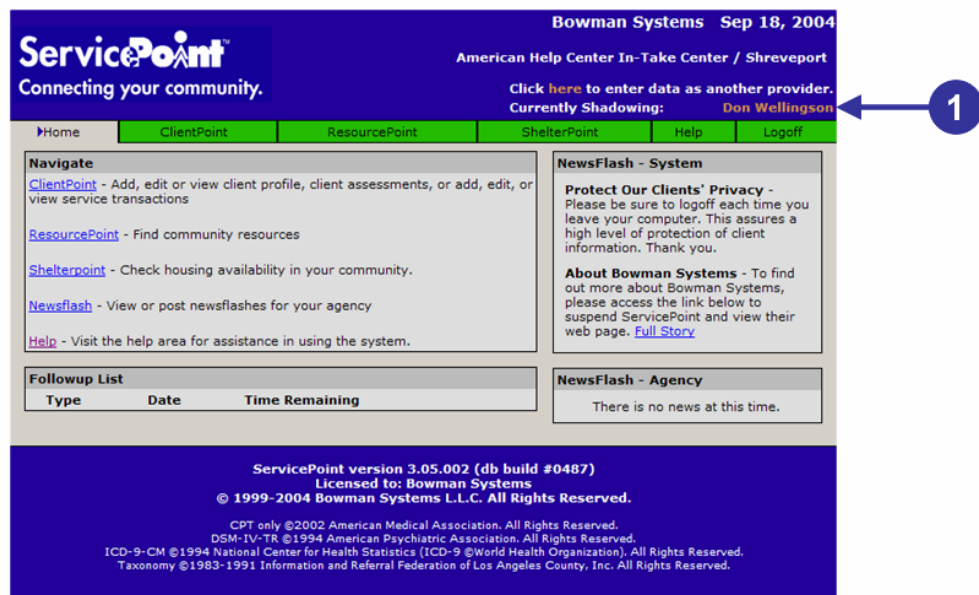 Bowman Systems Sep 18, 2004
ServicePoint™
American Help Center In-Take Center / Shreveport
Connecting your community.
Click here to enter data as another provider.
Currently Shadowing: Don Wellingson
1
Home ClientPoint ResourcePoint ShelterPoint Help Logoff
Navigate
ClientPoint - Add, edit or view client profile, client assessments, or add, edit, or
view service transactions
ResourcePoint - Find community resources
Shelterpoint - Check housing availability in your community.
Newsflash - View or post newsflashes for your agency
Help - Visit the help area for assistance in using the system.
NewsFlash - System
Protect Our Clients' Privacy -
Please be sure to logoff each time you
leave your computer. This assures a
high level of protection of client
information. Thank you.
About Bowman Systems - To find
out more about Bowman Systems,
please access the link below to
suspend ServicePoint and view their
web page. Full Story
Followup List
Type Date Time Remaining
NewsFlash - Agency
There is no news at this time.
ServicePoint version 3.05.002 (db build #0487)
Licensed to: Bowman Systems
© 1999-2004 Bowman Systems L.L.C. All Rights Reserved.
CPT only ©2002 American Medical Association. All Rights Reserved.
DSM-IV-TR ©1994 American Psychiatric Association. All Rights Reserved.
ICD-9-CM ©1994 National Center for Health Statistics (ICD-9 ©World Health Organization). All Rights Reserved.
Taxonomy ©1983-1991 Information and Referral Federation of Los Angeles County, Inc. All Rights Reserved.